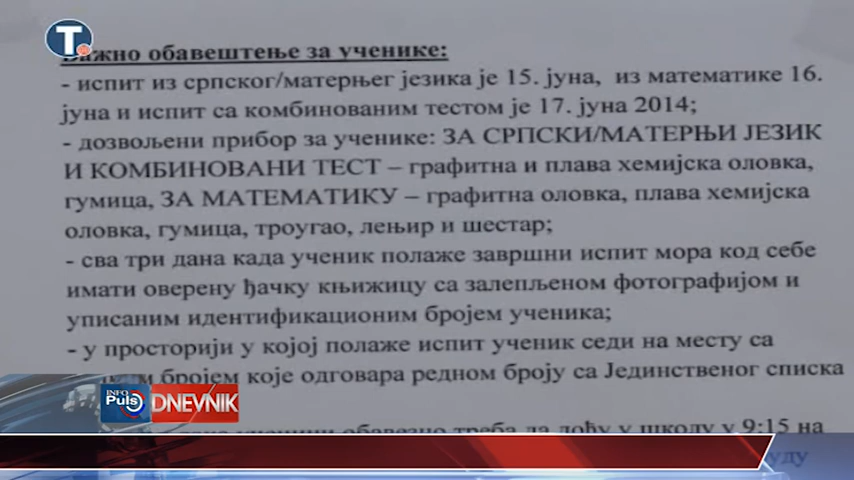 T
Важно обавештење за ученике:
- испит из српског/матерњег језика је 15. јуна, из математике 16.
јуна и испит са комбинованим тестом је 17. јуна 2014;
- дозвољени прибор за ученике: ЗА СРПСКИ/МАТЕРЊИ ЈЕЗИК
И КОМБИНОВАНИ ТЕСТ – графитна и плава хемијска оловка,
гумица, ЗА МАТЕМАТИКУ – графитна оловка, плава хемијска
оловка, гумица, троугао, лењир и шестар;
- сва три дана када ученик полаже завршни испит мора код себе
имати оверену ђачку књижицу са залепљеном фотографијом и
уписаним идентификационим бројем ученика;
- у просторији у којој полаже испит ученик седи на месту са
бројем које одговара редном броју са Јединственог списка
INFO
Puls DNEVNIK
обавезно треба да дођу у школу у 9:15 на